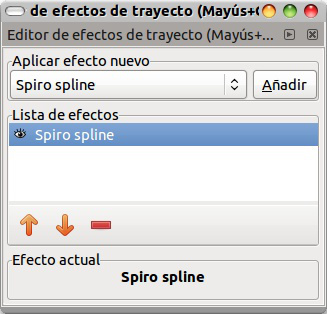 de efectos de trayecto (Mayús+
Editor de efectos de trayecto (Mayús+...
Aplicar efecto nuevo
Spiro spline Añadir
Lista de efectos
Spiro spline
Efecto actual
Spiro spline